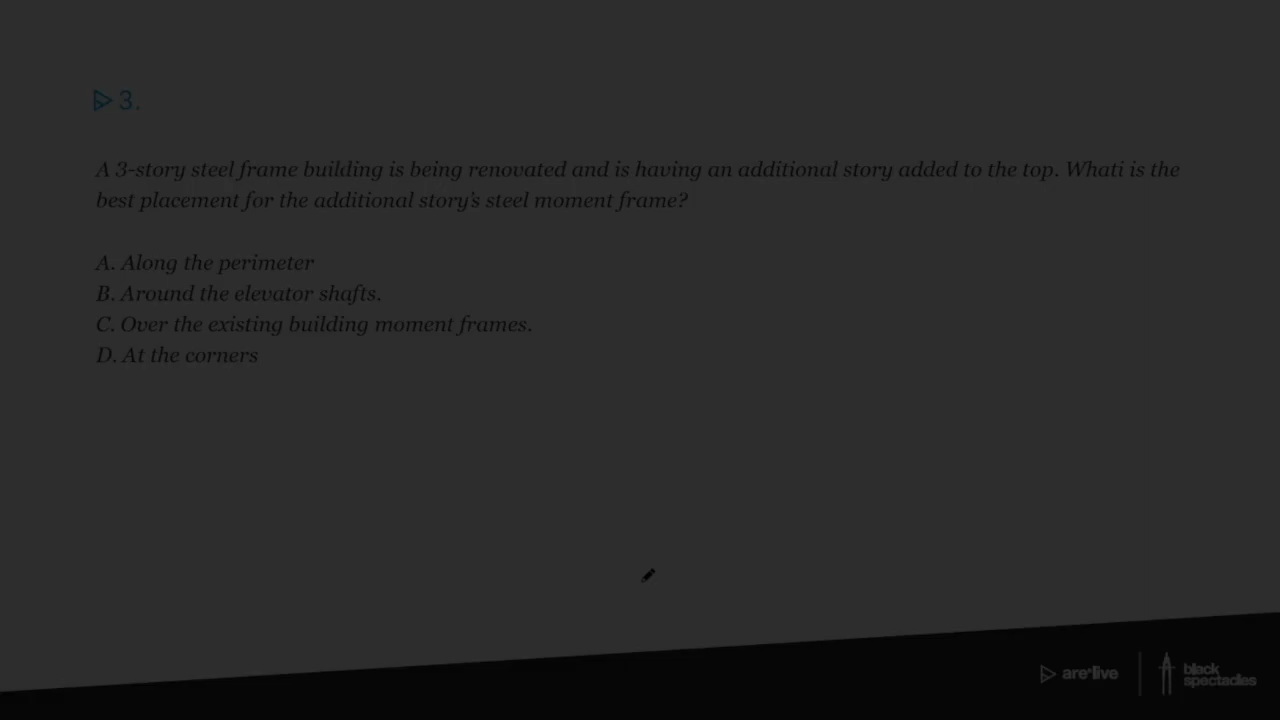 3.
A 3-story steel frame building is being renovated and is having an additional story added to the top. Whati is the
best placement for the additional story's steel moment frame?
A. Along the perimeter
B. Around the elevator shafts.
C. Over the existing building moment frames.
D. At the corners
are live
black
spectacles